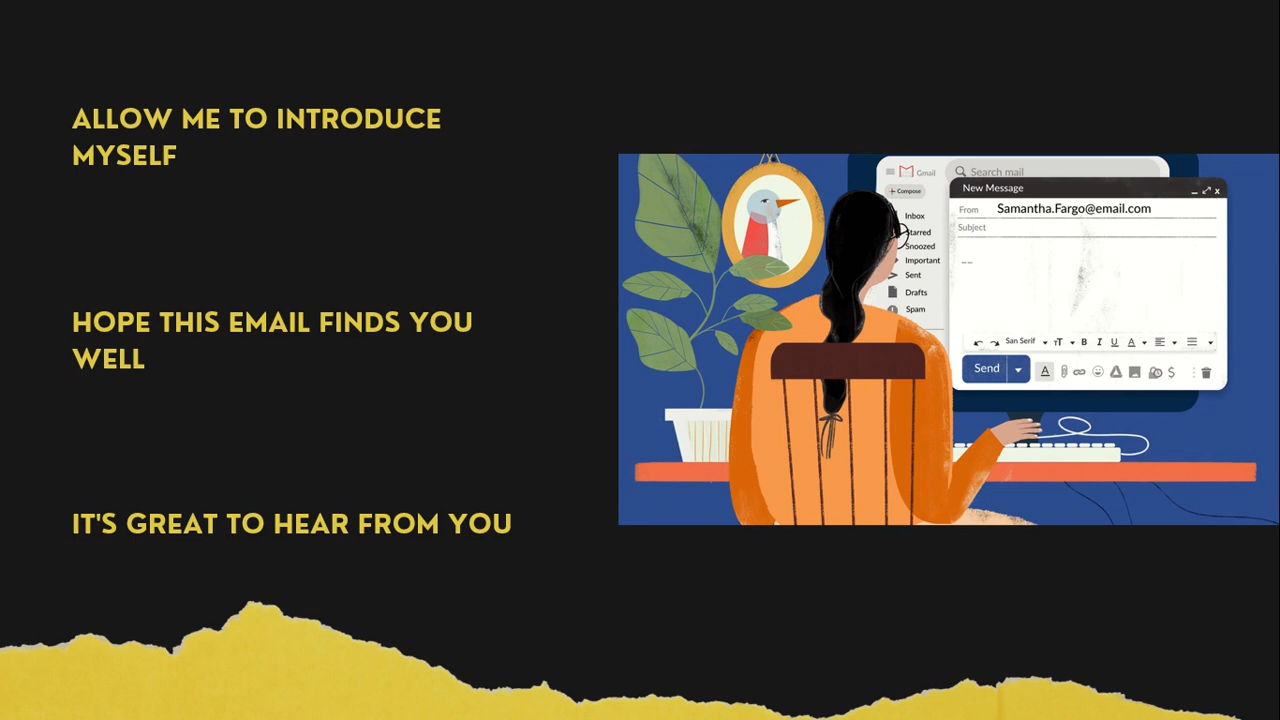 ALLOW ME TO INTRODUCE
MYSELF
HOPE THIS EMAIL FINDS YOU
WELL
IT'S GREAT TO HEAR FROM YOU
Gmail
Search mail
Compose
Inbox
Starred
Snoozed
Important
Sent
Drafts
Spam
New Message
From Samantha.Fargo@email.com
Subject
--
San Serif TT B I U A
Send A $